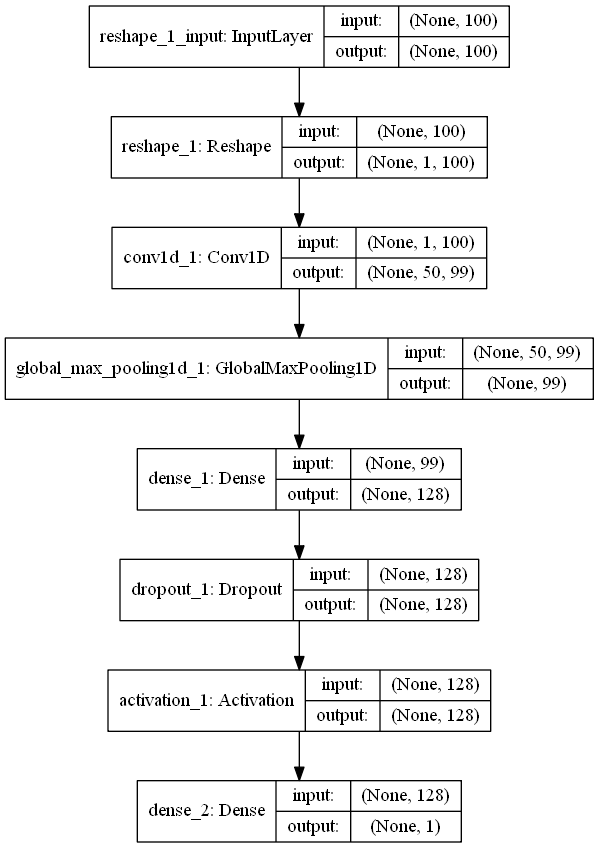 reshape_1_input: InputLayer
input: (None, 100)
output: (None, 100)
reshape_1: Reshape
input: (None, 100)
output: (None, 1, 100)
conv1d_1: Conv1D
input: (None, 1, 100)
output: (None, 50, 99)
global_max_pooling1d_1: GlobalMaxPooling1D
input: (None, 50, 99)
output: (None, 99)
dense_1: Dense
input: (None, 99)
output: (None, 128)
dropout_1: Dropout
input: (None, 128)
output: (None, 128)
activation_1: Activation
input: (None, 128)
output: (None, 128)
dense_2: Dense
input: (None, 128)
output: (None, 1)